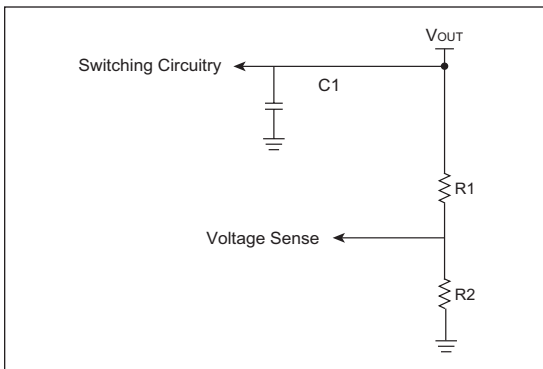 VOUT
Switching Circuitry
C1
R1
Voltage Sense
R2